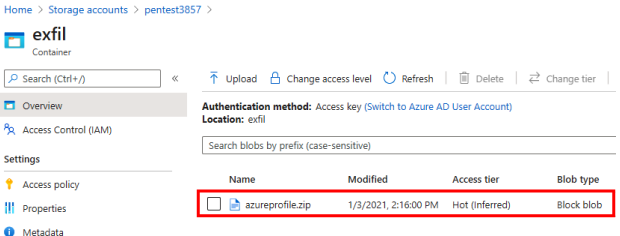 Home > Storage accounts > pentest3857 >
exfil
Container
Search (Ctrl+/)
«
Upload
Change access level
Refresh
Delete
Change tier
Overview
Access Control (IAM)
Settings
Access policy
Properties
Metadata
Authentication method: Access key (Switch to Azure AD User Account)
Location: exfil
Search blobs by prefix (case-sensitive)
Name Modified Access tier Blob type
azureprofile.zip 1/3/2021, 2:16:00 PM Hot (Inferred) Block blob